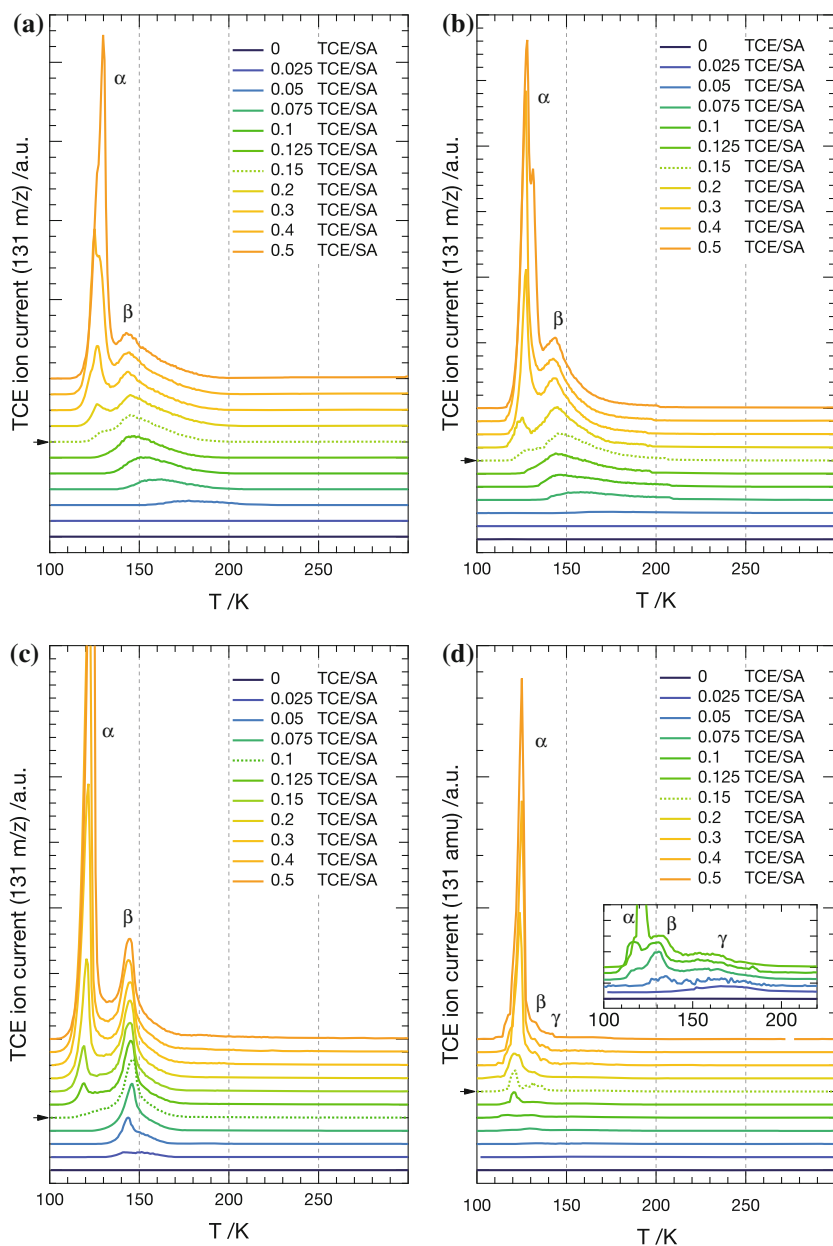 (a)
TCE ion current (131 m/z) /a.u.
α
β
0 TCE/SA
0.025 TCE/SA
0.05 TCE/SA
0.075 TCE/SA
0.1 TCE/SA
0.125 TCE/SA
0.15 TCE/SA
0.2 TCE/SA
0.3 TCE/SA
0.4 TCE/SA
0.5 TCE/SA
100 150 200 250
T /K
(b)
TCE ion current (131 m/z) /a.u.
α
β
0 TCE/SA
0.025 TCE/SA
0.05 TCE/SA
0.075 TCE/SA
0.1 TCE/SA
0.125 TCE/SA
0.15 TCE/SA
0.2 TCE/SA
0.3 TCE/SA
0.4 TCE/SA
0.5 TCE/SA
100 150 200 250
T /K
(c)
TCE ion current (131 m/z) /a.u.
α
β
0 TCE/SA
0.025 TCE/SA
0.05 TCE/SA
0.075 TCE/SA
0.1 TCE/SA
0.125 TCE/SA
0.15 TCE/SA
0.2 TCE/SA
0.3 TCE/SA
0.4 TCE/SA
0.5 TCE/SA
100 150 200 250
T /K
(d)
TCE ion current (131 amu) /a.u.
α
β
γ
0 TCE/SA
0.025 TCE/SA
0.05 TCE/SA
0.075 TCE/SA
0.1 TCE/SA
0.125 TCE/SA
0.15 TCE/SA
0.2 TCE/SA
0.3 TCE/SA
0.4 TCE/SA
0.5 TCE/SA
α β γ
100 150 200
100 150 200 250
T /K